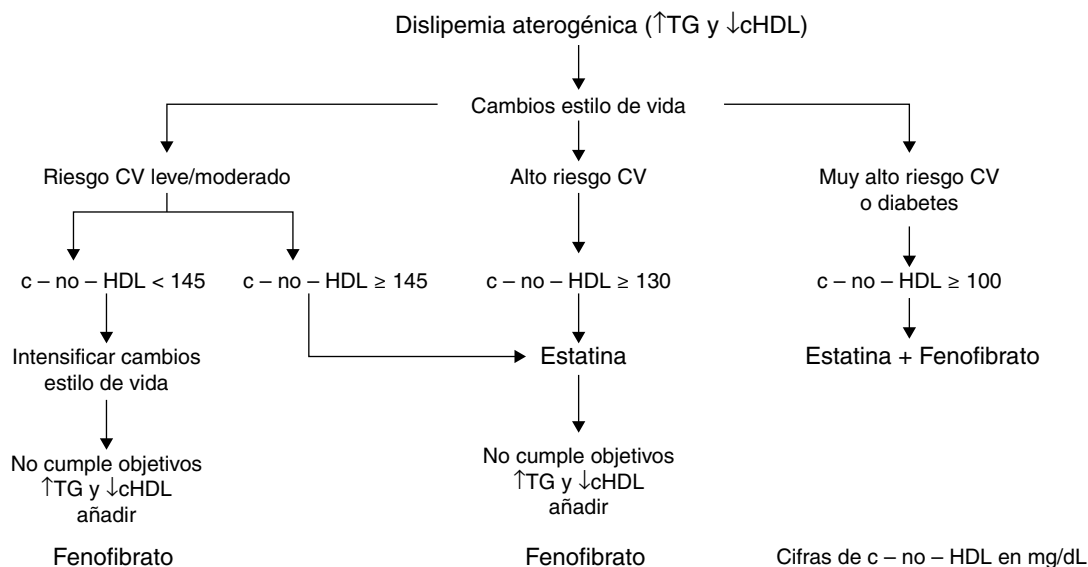 Dislipemia aterogénica (↑TG y ↓cHDL)
Cambios estilo de vida
Riesgo CV leve/moderado
Alto riesgo CV
Muy alto riesgo CV
o diabetes
c – no – HDL < 145
c – no – HDL ≥ 145
c – no – HDL ≥ 130
c – no – HDL ≥ 100
Intensificar cambios
estilo de vida
Estatina
Estatina + Fenofibrato
No cumple objetivos
↑TG y ↓cHDL
añadir
Fenofibrato
No cumple objetivos
↑TG y ↓cHDL
añadir
Fenofibrato
Cifras de c – no – HDL en mg/dL